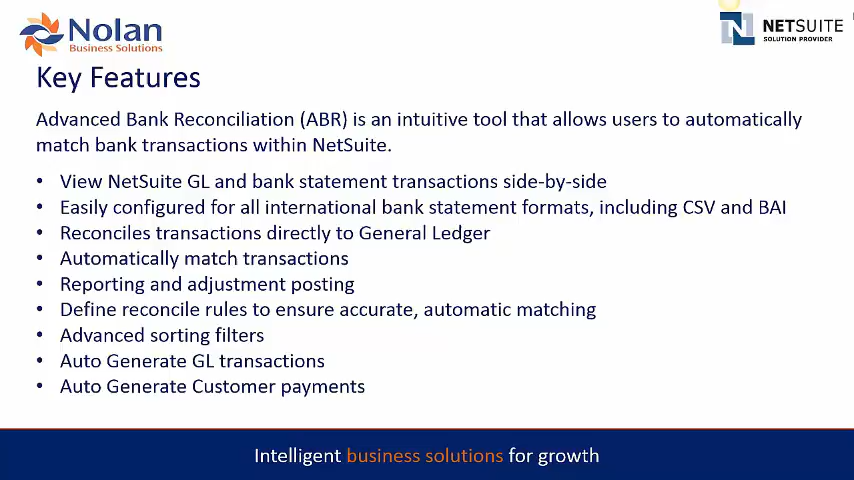 Nolan
Business Solutions
NETSUITE
SOLUTION PROVIDER
Key Features
Advanced Bank Reconciliation (ABR) is an intuitive tool that allows users to automatically
match bank transactions within NetSuite.
• View NetSuite GL and bank statement transactions side-by-side
• Easily configured for all international bank statement formats, including CSV and BAI
• Reconciles transactions directly to General Ledger
• Automatically match transactions
• Reporting and adjustment posting
• Define reconcile rules to ensure accurate, automatic matching
• Advanced sorting filters
• Auto Generate GL transactions
• Auto Generate Customer payments
Intelligent business solutions for growth